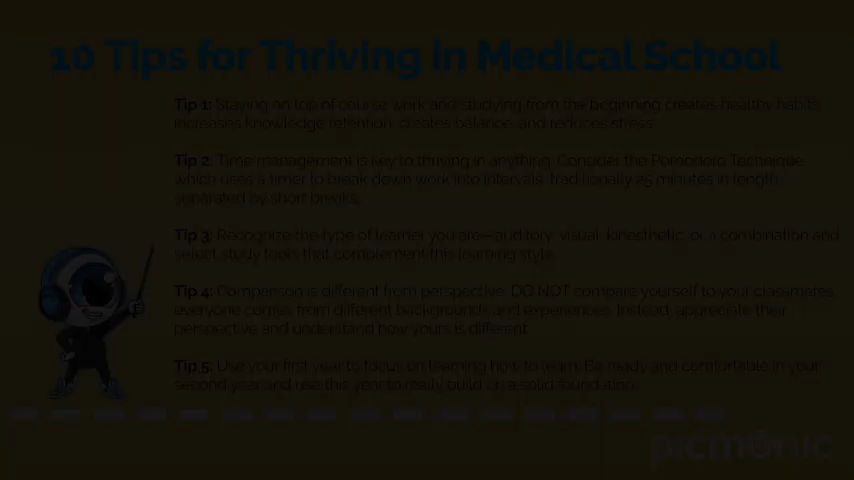 10 Tips for Thriving in Medical School
Tip 1: Staying on top of course work and studying from the beginning creates healthy habits,
increases knowledge retention, creates balance, and reduces stress.
Tip 2: Time management is key to thriving in anything. Consider the Pomodoro Technique
which uses a timer to break down work into intervals, traditionally 25 minutes in length,
separated by short breaks.
Tip 3: Recognize the type of learner you are—auditory, visual, kinesthetic, or a combination and
select study tools that complement this learning style.
Tip 4: Comparison is different from perspective. DO NOT compare yourself to your classmates,
everyone comes from different backgrounds and experiences. Instead, appreciate their
perspective and understand how yours is different.
Tip 5: Use your first year to focus on learning how to learn. Be ready and comfortable in your
second year and use this year to really build on a solid foundation.
picmonic